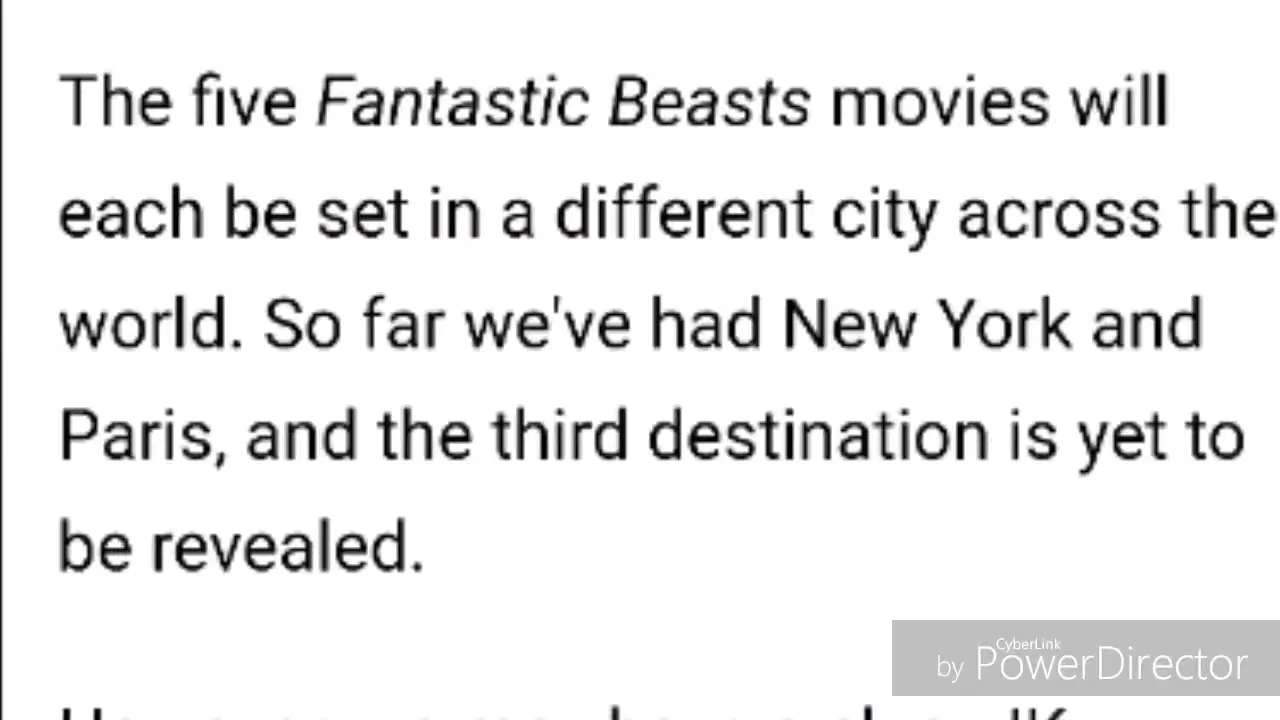 The five Fantastic Beasts movies will
each be set in a different city across the
world. So far we've had New York and
Paris, and the third destination is yet to
be revealed.
CyberLink
by PowerDirector